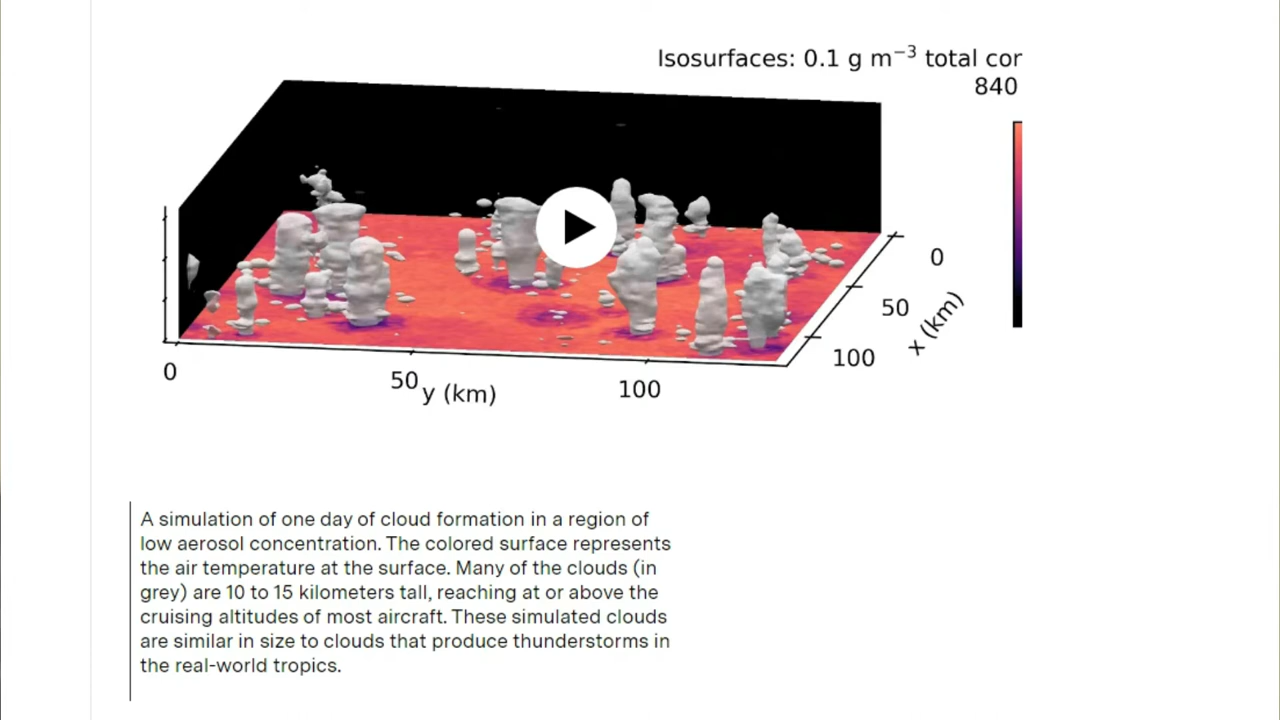 Isosurfaces: 0.1 g m⁻³ total cor
840
0
50
100
x (km)
0
50
y (km)
100
A simulation of one day of cloud formation in a region of
low aerosol concentration. The colored surface represents
the air temperature at the surface. Many of the clouds (in
grey) are 10 to 15 kilometers tall, reaching at or above the
cruising altitudes of most aircraft. These simulated clouds
are similar in size to clouds that produce thunderstorms in
the real-world tropics.